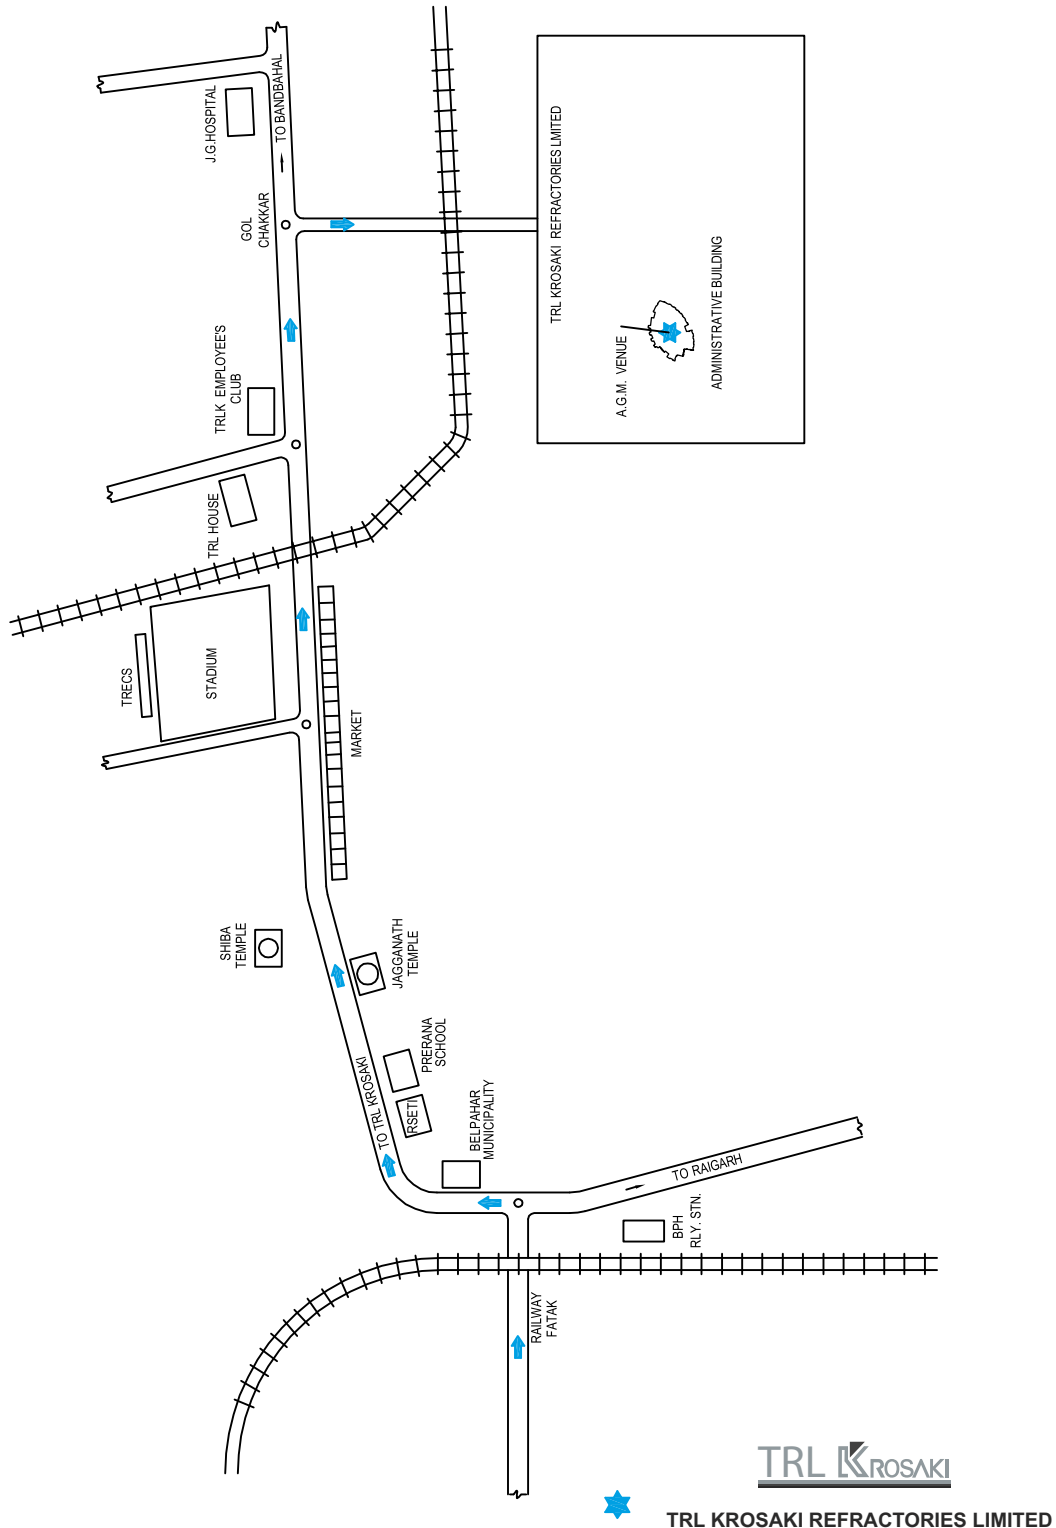 J.G.HOSPITAL
TO BANDBAHAL
GOL
CHAKKAR
TRL KROSAKI REFRACTORIES LMITED
A.G.M. VENUE
ADMINISTRATIVE BUILDING
TRLK EMPLOYEE'S
CLUB
TRL HOUSE
TRECS
STADIUM
MARKET
SHIBA
TEMPLE
JAGGANATH
TEMPLE
TO TRL KROSAKI
PRERANA
SCHOOL
RSETI
BELPAHAR
MUNICIPALITY
TO RAIGARH
BPH
RLY. STN.
RAILWAY
FATAK
TRL KROSAKI
TRL KROSAKI REFRACTORIES LIMITED